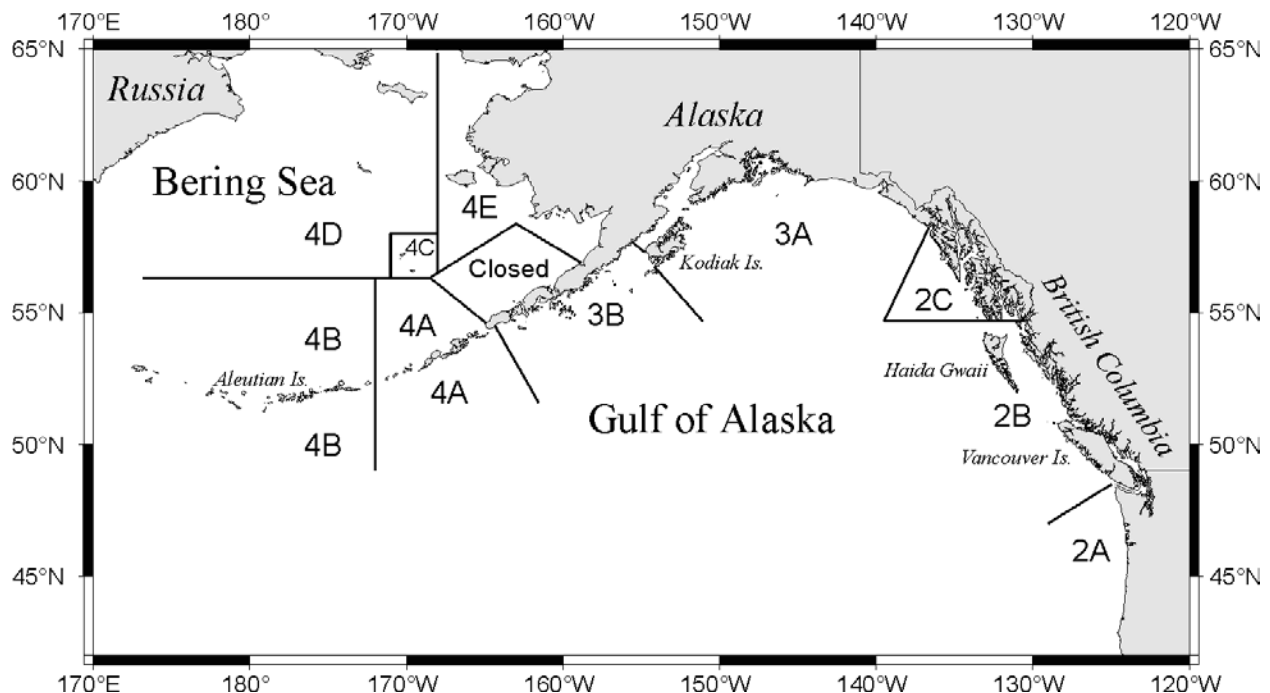 170°E 180° 170°W 160°W 150°W 140°W 130°W 120°W
65°N 65°N
Russia
Alaska
Bering Sea
60°N 60°N
4E
4D
3A
4C
Kodiak Is.
Closed
British Columbia
2C
3B
55°N 55°N
4A
4B
Haida Gwaii
Aleutian Is.
4A
Gulf of Alaska
2B
50°N 50°N
4B
Vancouver Is.
2A
45°N 45°N
170°E 180° 170°W 160°W 150°W 140°W 130°W 120°W